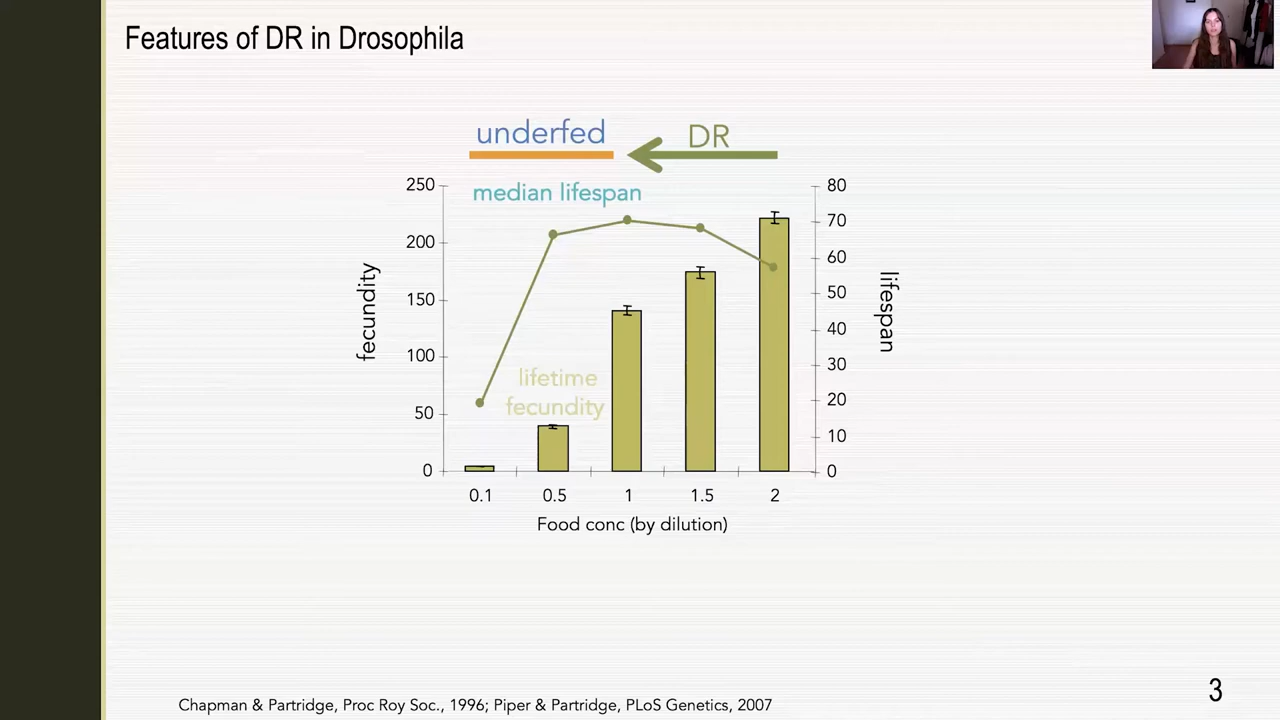 Features of DR in Drosophila
underfed
DR
median lifespan
250
200
150
100
50
0
fecundity
80
70
60
50
40
30
20
10
0
lifespan
lifetime
fecundity
0.1 0.5 1 1.5 2
Food conc (by dilution)
Chapman & Partridge, Proc Roy Soc., 1996; Piper & Partridge, PLoS Genetics, 2007
3